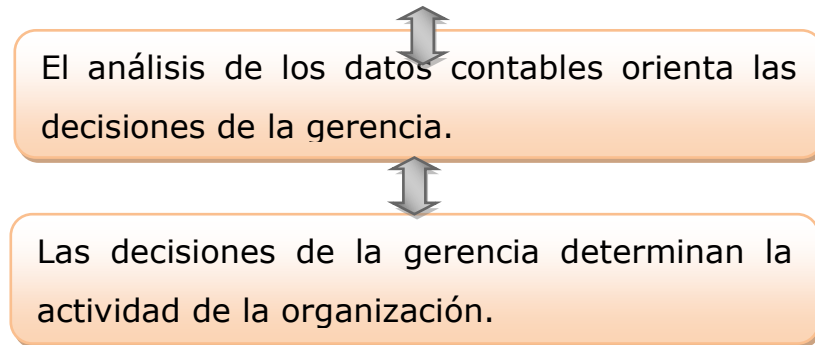 El análisis de los datos contables orienta las
decisiones de la gerencia.
Las decisiones de la gerencia determinan la
actividad de la organización.